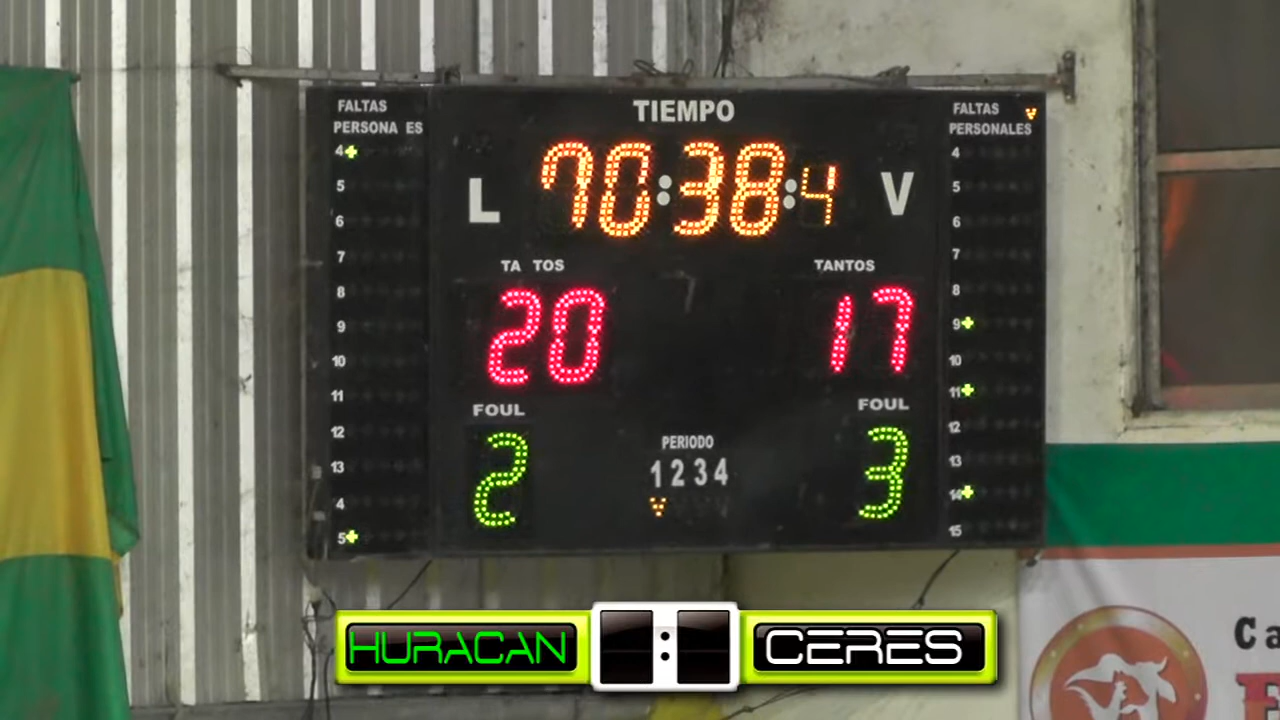 TIEMPO
FALTAS
PERSONA ES
FALTAS
PERSONALES
L
70:38:4
V
4
5
6
7
8
9
10
11
12
13
4
5
4
5
6
7
8
9
10
11
12
13
14
15
TA TOS
TANTOS
20
17
FOUL
FOUL
2
3
PERIODO
1 2 3 4
HURACAN
:
CERES
Ca